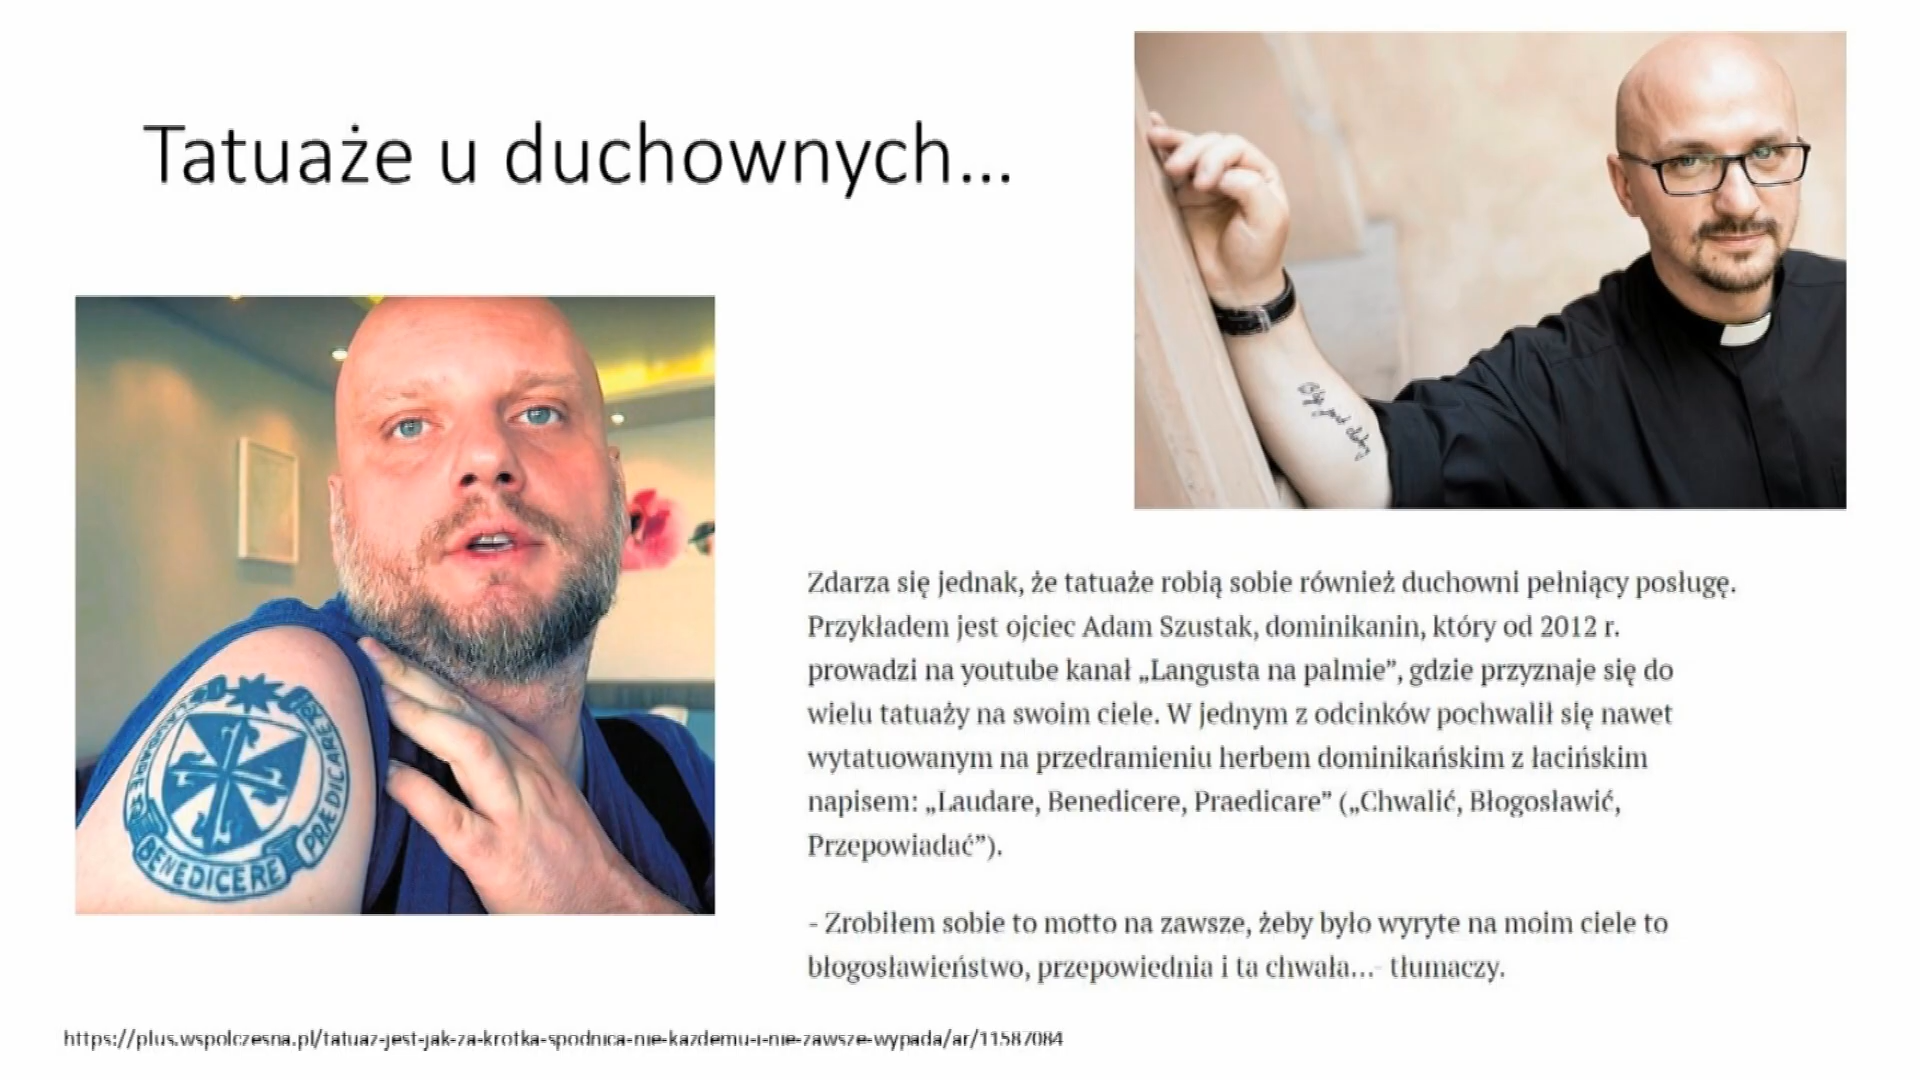 Tatuaże u duchownych...
LAUDARE
BENEDICERE
PRÆDICARE
Zdarza się jednak, że tatuaże robią sobie również duchowni pełniący posługę.
Przykładem jest ojciec Adam Szustak, dominikanin, który od 2012 r.
prowadzi na youtube kanał „Langusta na palmie”, gdzie przyznaje się do
wielu tatuaży na swoim ciele. W jednym z odcinków pochwalił się nawet
wytatuowanym na przedramieniu herbem dominikańskim z łacińskim
napisem: „Laudare, Benedicere, Praedicare” („Chwalić, Błogosławić,
Przepowiadać”).
- Zrobiłem sobie to motto na zawsze, żeby było wyryte na moim ciele to
błogosławieństwo, przepowiednia i ta chwała...- tłumaczy.
https://plus.wspolczesna.pl/tatuaz-jest-jak-za-krotka-spodnica-nie-kazdemu-i-nie-zawsze-wypada/ar/11587084